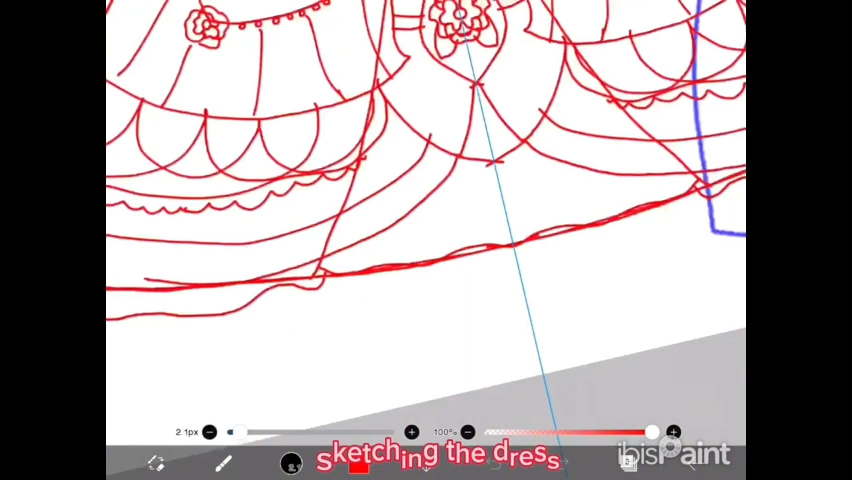 2.1px
100%
sketching the dress
ibisPaint